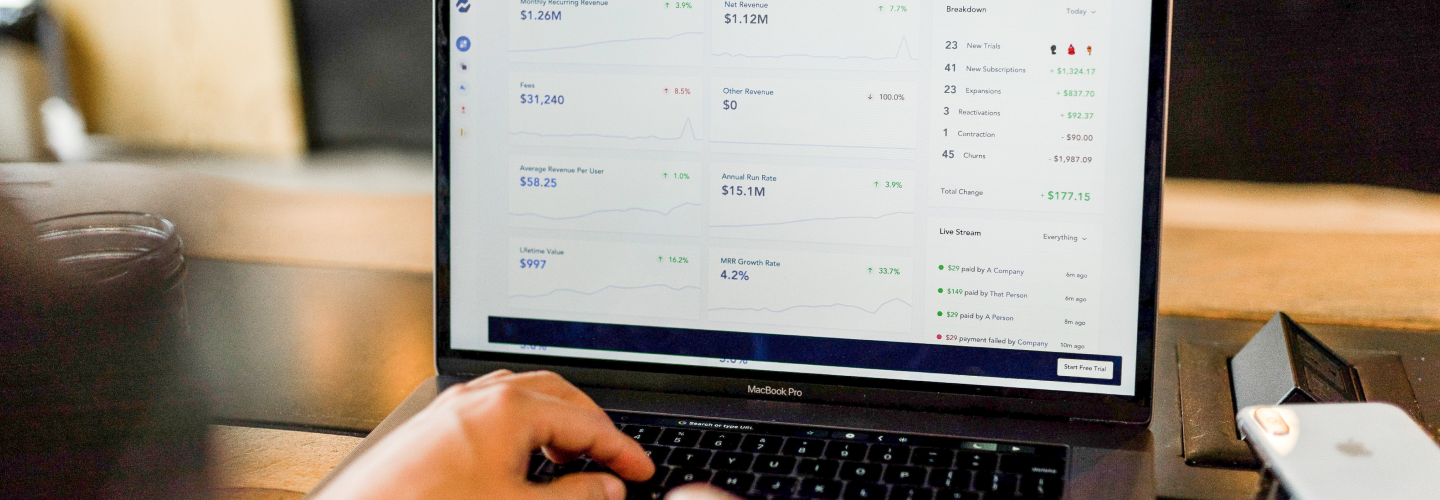 Monthly Recurring Revenue
↑ 3.9%
$1.26M
Net Revenue
↑ 7.7%
$1.12M
Fees
↑ 8.5%
$31,240
Other Revenue
↓ 100.0%
$0
Average Revenue Per User
↑ 1.0%
$58.25
Annual Run Rate
↑ 3.9%
$15.1M
Lifetime Value
↑ 16.2%
$997
MRR Growth Rate
↑ 33.7%
4.2%
Breakdown
Today
23 New Trials
41 New Subscriptions + $1,324.17
23 Expansions + $837.70
3 Reactivations + $92.37
1 Contraction - $90.00
45 Churns - $1,987.09
Total Change + $177.15
Live Stream
Everything
$29 paid by A Company 6m ago
$149 paid by That Person 6m ago
$29 paid by A Person 8m ago
$29 payment failed by Company 10m ago
Start Free Trial
MacBook Pro
Search or type URL